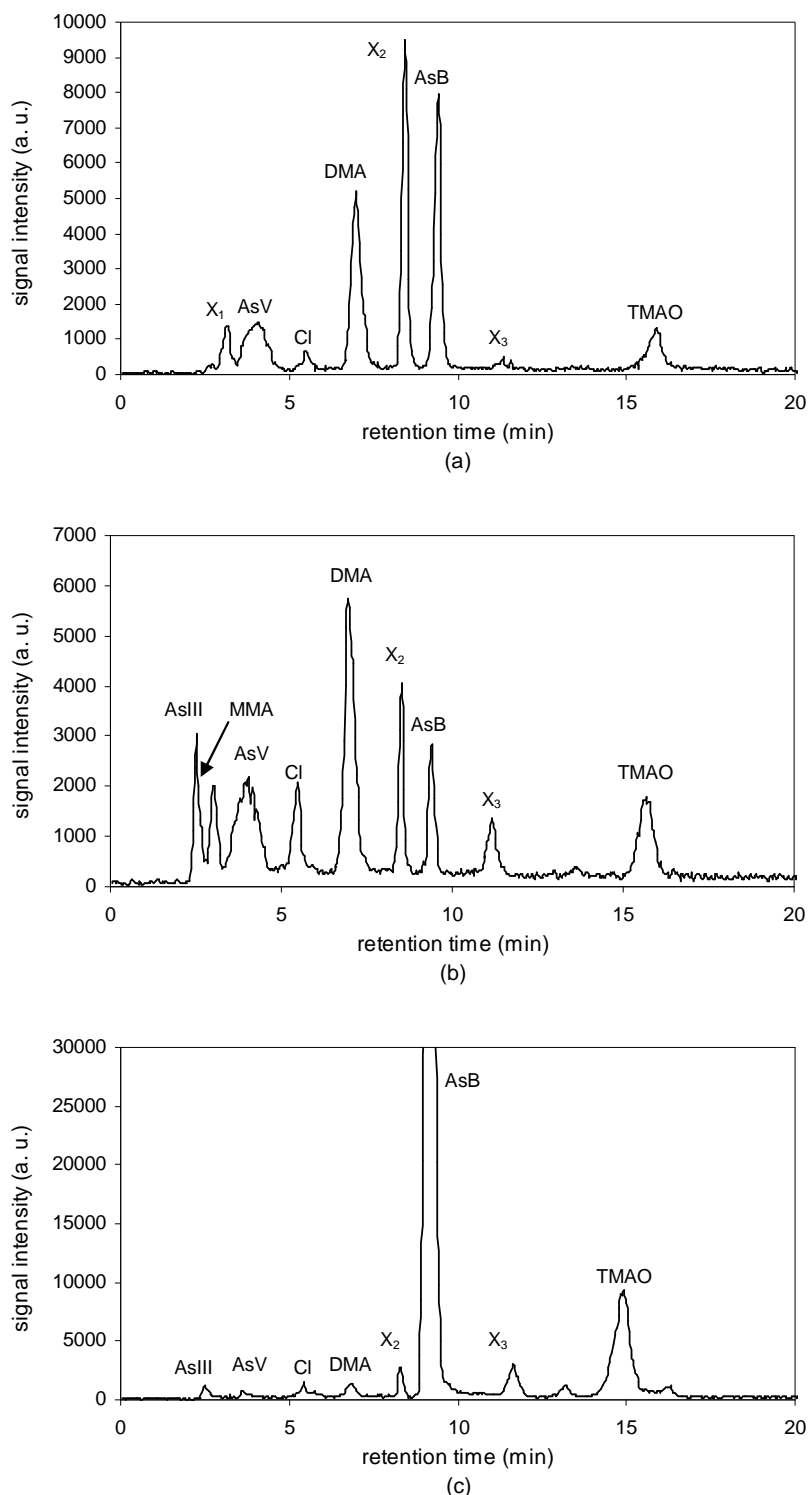 10000
9000
8000
7000
6000
5000
4000
3000
2000
1000
0
signal intensity (a. u.)
X₂
AsB
DMA
X₁
AsV
Cl
X₃
TMAO
0 5 10 15 20
retention time (min)
(a)
7000
6000
5000
4000
3000
2000
1000
0
signal intensity (a. u.)
DMA
X₂
AsIII
MMA
AsV
Cl
AsB
X₃
TMAO
0 5 10 15 20
retention time (min)
(b)
30000
25000
20000
15000
10000
5000
0
signal intensity (a. u.)
AsB
TMAO
AsIII
AsV
Cl
DMA
X₂
X₃
0 5 10 15 20
retention time (min)
(c)